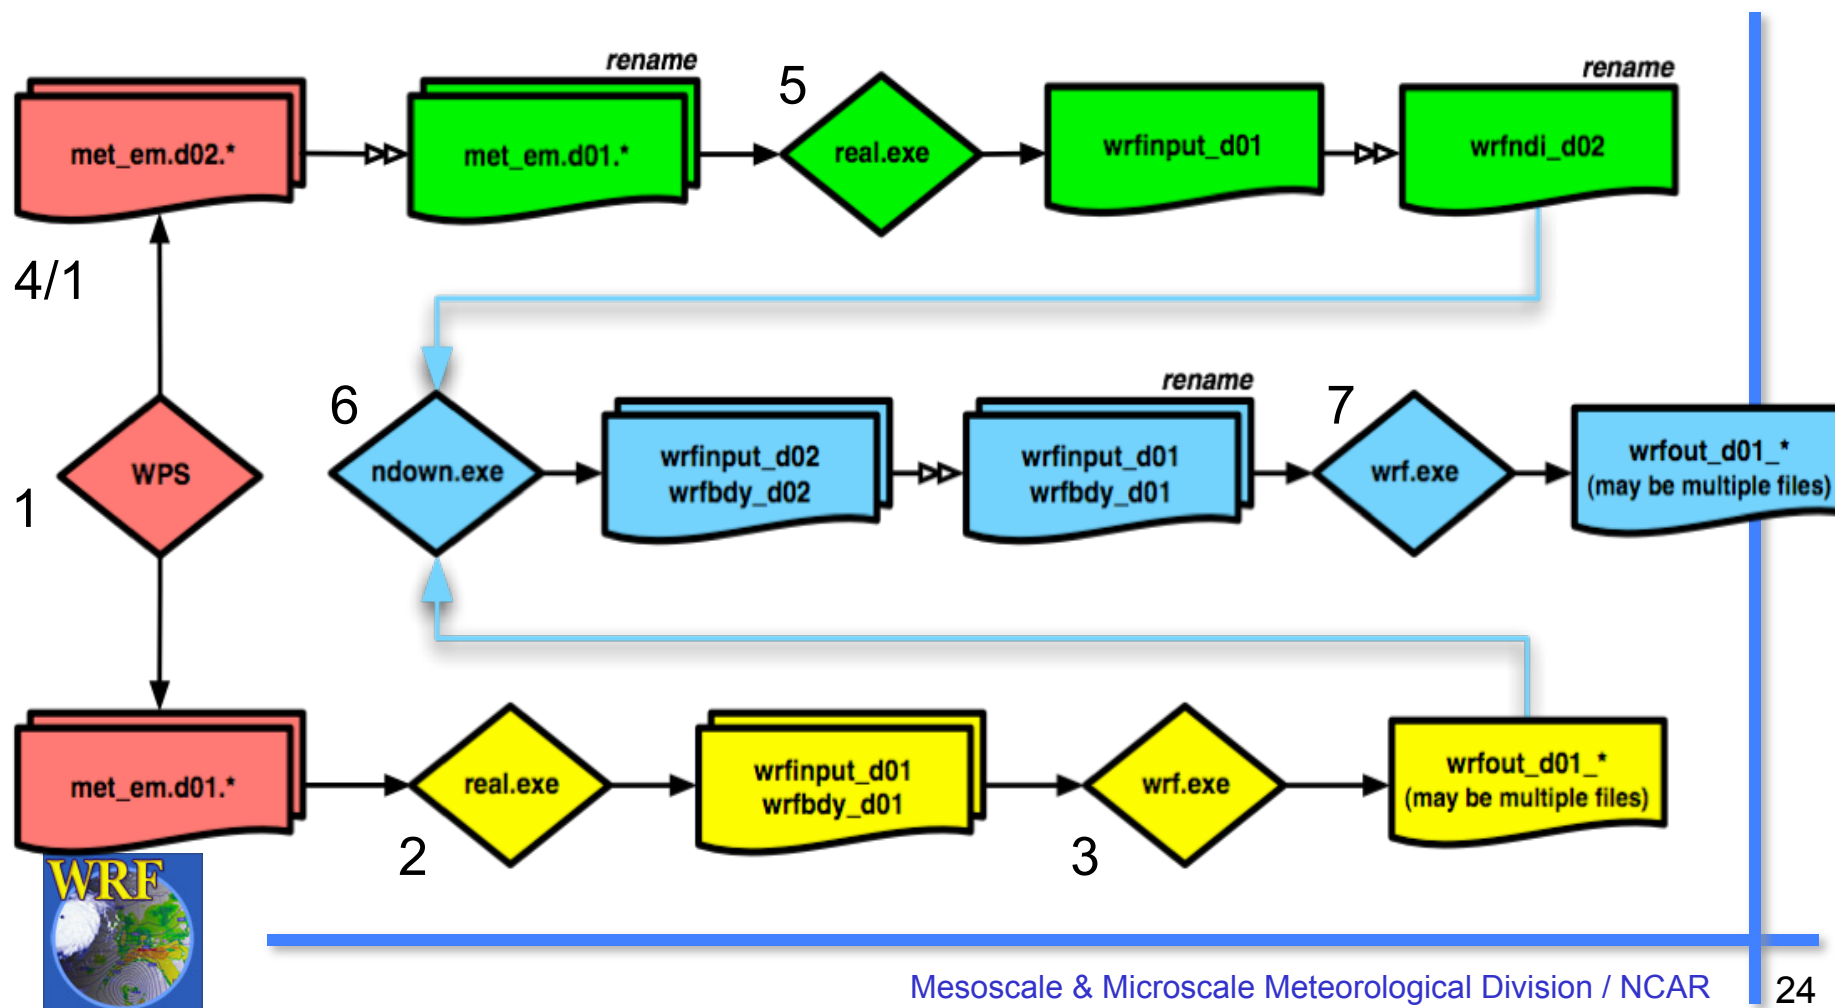 rename
5
rename
met_em.d02.*
met_em.d01.*
real.exe
wrfinput_d01
wrfndi_d02
4/1
rename
6
7
1
WPS
ndown.exe
wrfinput_d02
wrfbdy_d02
wrfinput_d01
wrfbdy_d01
wrf.exe
wrfout_d01_*
(may be multiple files)
met_em.d01.*
real.exe
wrfinput_d01
wrfbdy_d01
wrf.exe
wrfout_d01_*
(may be multiple files)
2
3
WRF
Mesoscale & Microscale Meteorological Division / NCAR
24